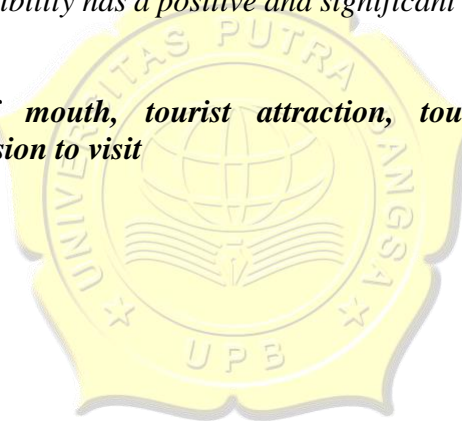 ibility has a positive and significant
mouth, tourist attraction, tou
sion to visit
UNIVERSITAS PUTRA BANGSA
UPB